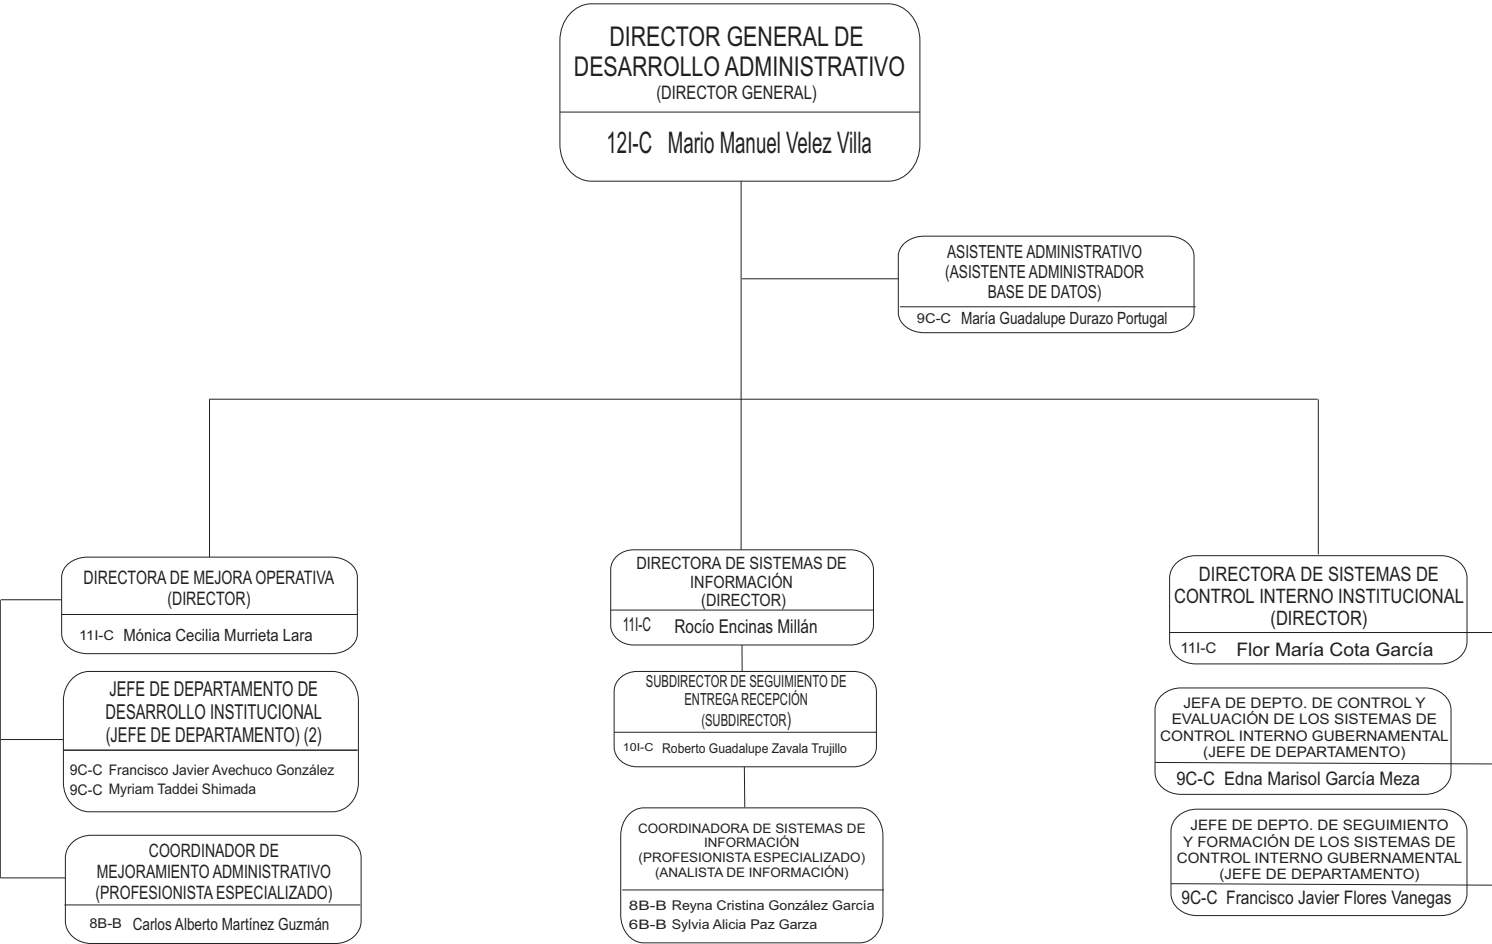 DIRECTOR GENERAL DE
DESARROLLO ADMINISTRATIVO
(DIRECTOR GENERAL)
12I-C Mario Manuel Velez Villa
ASISTENTE ADMINISTRATIVO
(ASISTENTE ADMINISTRADOR
BASE DE DATOS)
9C-C María Guadalupe Durazo Portugal
DIRECTORA DE MEJORA OPERATIVA
(DIRECTOR)
11I-C Mónica Cecilia Murrieta Lara
JEFE DE DEPARTAMENTO DE
DESARROLLO INSTITUCIONAL
(JEFE DE DEPARTAMENTO) (2)
9C-C Francisco Javier Avechuco González
9C-C Myriam Taddei Shimada
COORDINADOR DE
MEJORAMIENTO ADMINISTRATIVO
(PROFESIONISTA ESPECIALIZADO)
8B-B Carlos Alberto Martínez Guzmán
DIRECTORA DE SISTEMAS DE
INFORMACIÓN
(DIRECTOR)
11I-C Rocío Encinas Millán
SUBDIRECTOR DE SEGUIMIENTO DE
ENTREGA RECEPCIÓN
(SUBDIRECTOR)
10I-C Roberto Guadalupe Zavala Trujillo
COORDINADORA DE SISTEMAS DE
INFORMACIÓN
(PROFESIONISTA ESPECIALIZADO)
(ANALISTA DE INFORMACIÓN)
8B-B Reyna Cristina González García
6B-B Sylvia Alicia Paz Garza
DIRECTORA DE SISTEMAS DE
CONTROL INTERNO INSTITUCIONAL
(DIRECTOR)
11I-C Flor María Cota García
JEFA DE DEPTO. DE CONTROL Y
EVALUACIÓN DE LOS SISTEMAS DE
CONTROL INTERNO GUBERNAMENTAL
(JEFE DE DEPARTAMENTO)
9C-C Edna Marisol García Meza
JEFE DE DEPTO. DE SEGUIMIENTO
Y FORMACIÓN DE LOS SISTEMAS DE
CONTROL INTERNO GUBERNAMENTAL
(JEFE DE DEPARTAMENTO)
9C-C Francisco Javier Flores Vanegas